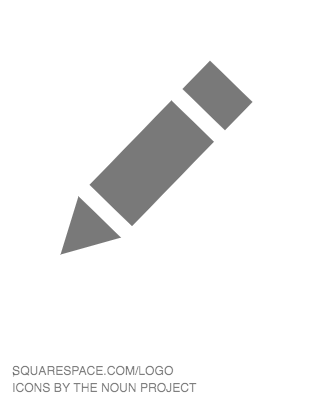 SQUARESPACE.COM/LOGO
ICONS BY THE NOUN PROJECT